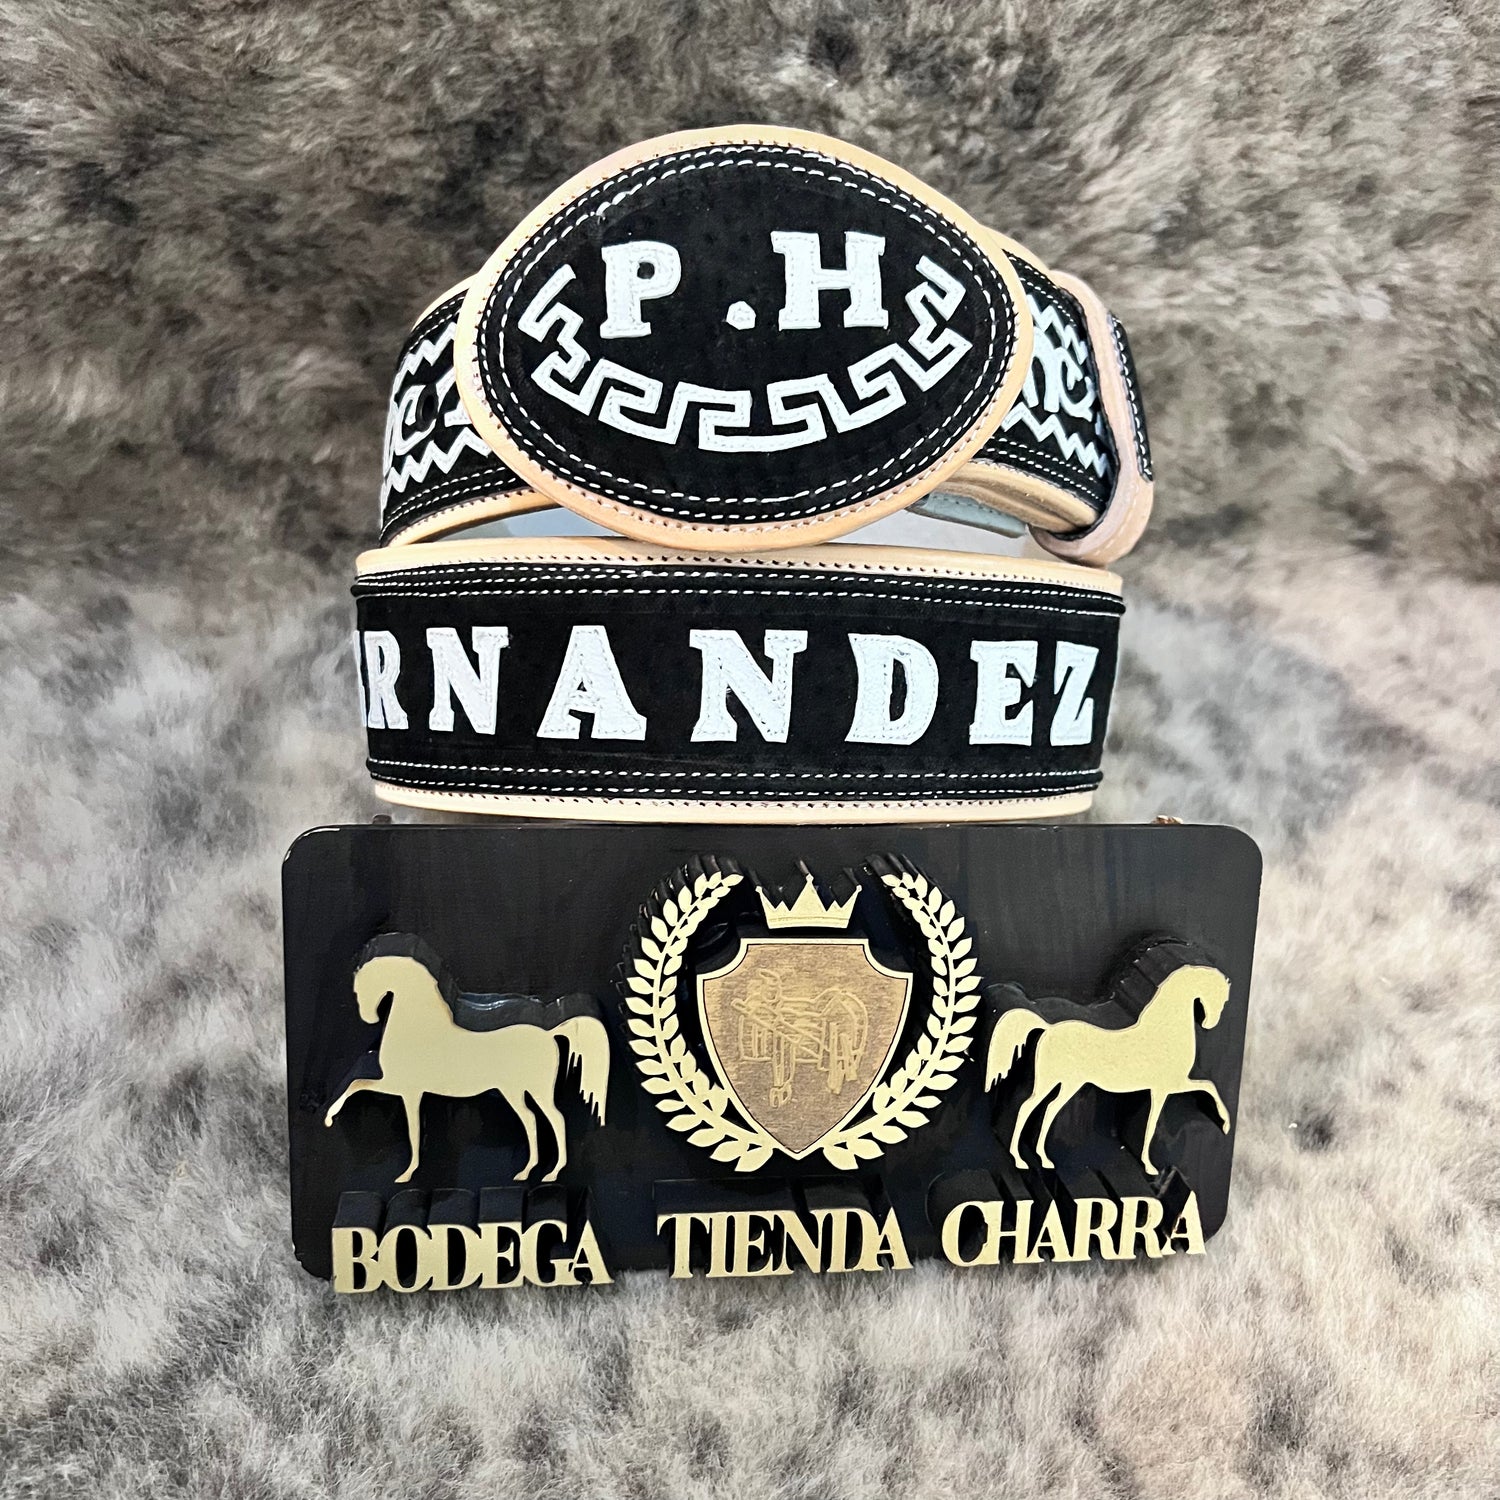 P.H
RNANDEZ
BODEGA TIENDA CHARRA